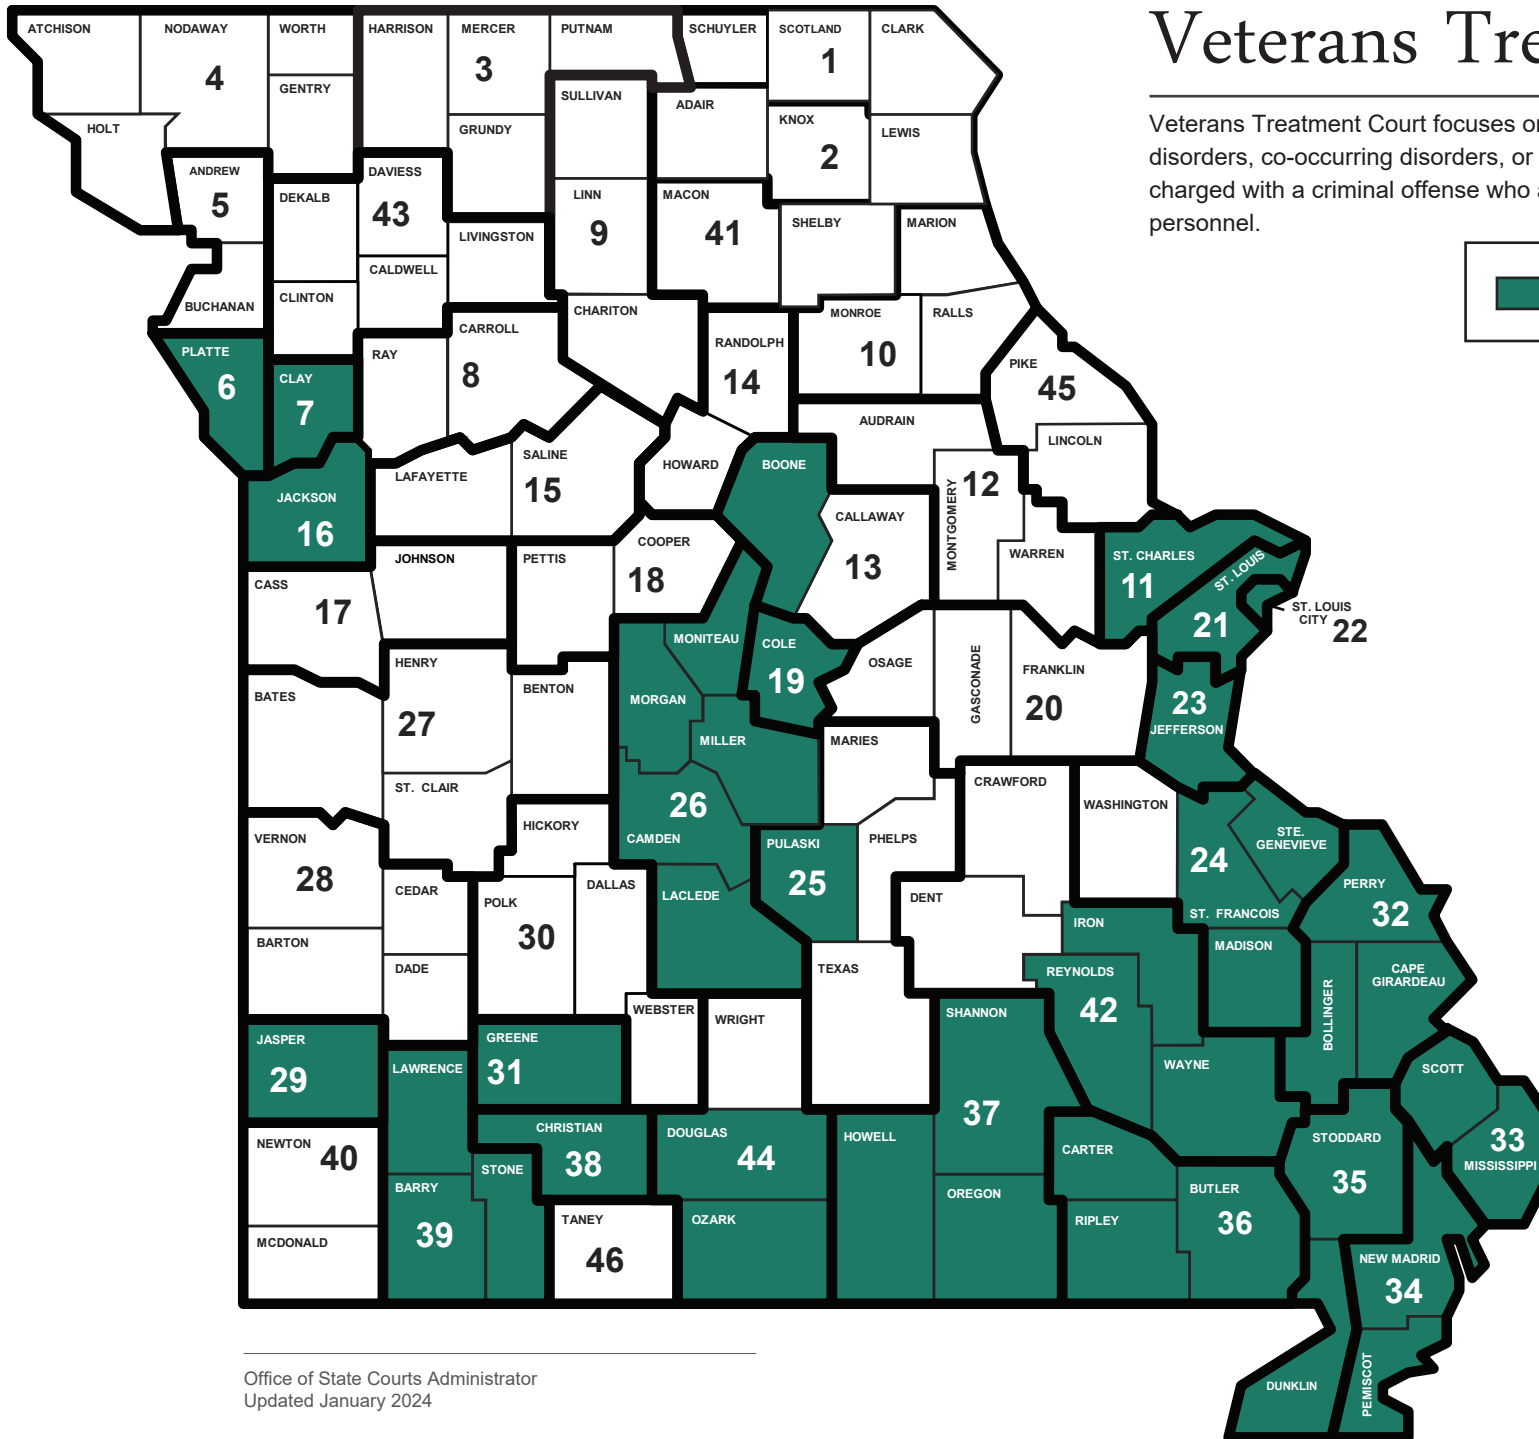 Veterans Tre
Veterans Treatment Court focuses o
disorders, co-occurring disorders, or
charged with a criminal offense who a
personnel.
ATCHISON
NODAWAY
WORTH
HARRISON
MERCER
PUTNAM
SCHUYLER
SCOTLAND
CLARK
4
3
1
GENTRY
SULLIVAN
ADAIR
HOLT
GRUNDY
KNOX
LEWIS
2
ANDREW
5
DEKALB
DAVIESS
43
LINN
9
MACON
41
SHELBY
MARION
LIVINGSTON
CALDWELL
BUCHANAN
CLINTON
CHARITON
MONROE
RALLS
10
PLATTE
6
CLAY
7
RAY
CARROLL
8
RANDOLPH
14
PIKE
45
AUDRAIN
LINCOLN
LAFAYETTE
SALINE
15
HOWARD
BOONE
MONTGOMERY
12
JACKSON
16
CALLAWAY
13
WARREN
COOPER
18
JOHNSON
PETTIS
ST. CHARLES
11
ST. LOUIS
21
ST. LOUIS
CITY 22
CASS
17
MONITEAU
COLE
19
OSAGE
GASCONADE
FRANKLIN
20
HENRY
27
BENTON
MORGAN
MILLER
MARIES
23
JEFFERSON
BATES
ST. CLAIR
26
CAMDEN
CRAWFORD
WASHINGTON
VERNON
28
HICKORY
PULASKI
25
PHELPS
24
ST. FRANCOIS
STE.
GENEVIEVE
CEDAR
POLK
30
DALLAS
LACLEDE
DENT
IRON
PERRY
32
BARTON
DADE
TEXAS
REYNOLDS
42
MADISON
BOLLINGER
CAPE
GIRARDEAU
WEBSTER
WRIGHT
SHANNON
37
JASPER
29
LAWRENCE
GREENE
31
WAYNE
SCOTT
NEWTON
40
CHRISTIAN
38
DOUGLAS
44
HOWELL
CARTER
STODDARD
35
33
MISSISSIPPI
BARRY
39
STONE
OREGON
BUTLER
36
MCDONALD
TANEY
46
OZARK
RIPLEY
NEW MADRID
34
DUNKLIN
PEMISCOT
Office of State Courts Administrator
Updated January 2024